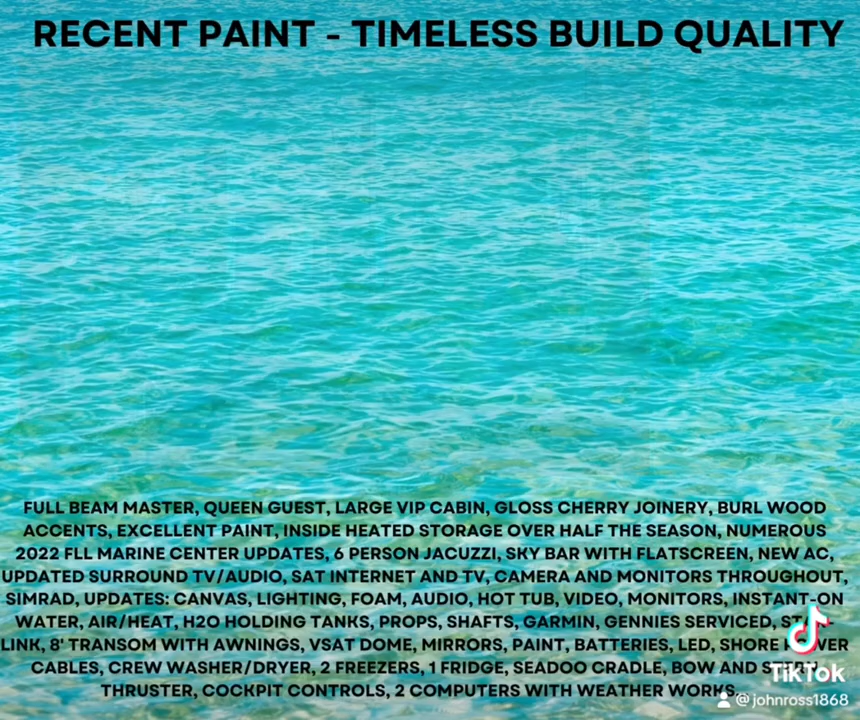 RECENT PAINT - TIMELESS BUILD QUALITY
FULL BEAM MASTER, QUEEN GUEST, LARGE VIP CABIN, GLOSS CHERRY JOINERY, BURL WOOD
ACCENTS, EXCELLENT PAINT, INSIDE HEATED STORAGE OVER HALF THE SEASON, NUMEROUS
2022 FLL MARINE CENTER UPDATES, 6 PERSON JACUZZI, SKY BAR WITH FLATSCREEN, NEW AC,
UPDATED SURROUND TV/AUDIO, SAT INTERNET AND TV, CAMERA AND MONITORS THROUGHOUT,
SIMRAD, UPDATES: CANVAS, LIGHTING, FOAM, AUDIO, HOT TUB, VIDEO, MONITORS, INSTANT-ON
WATER, AIR/HEAT, H2O HOLDING TANKS, PROPS, SHAFTS, GARMIN, GENNIES SERVICED,
LINK, 8' TRANSOM WITH AWNINGS, VSAT DOME, MIRRORS, PAINT, BATTERIES, LED, SHORE
CABLES, CREW WASHER/DRYER, 2 FREEZERS, 1 FRIDGE, SEADOO CRADLE, BOW AND
THRUSTER, COCKPIT CONTROLS, 2 COMPUTERS WITH WEATHER WORKS.
TikTok
@johnross1868